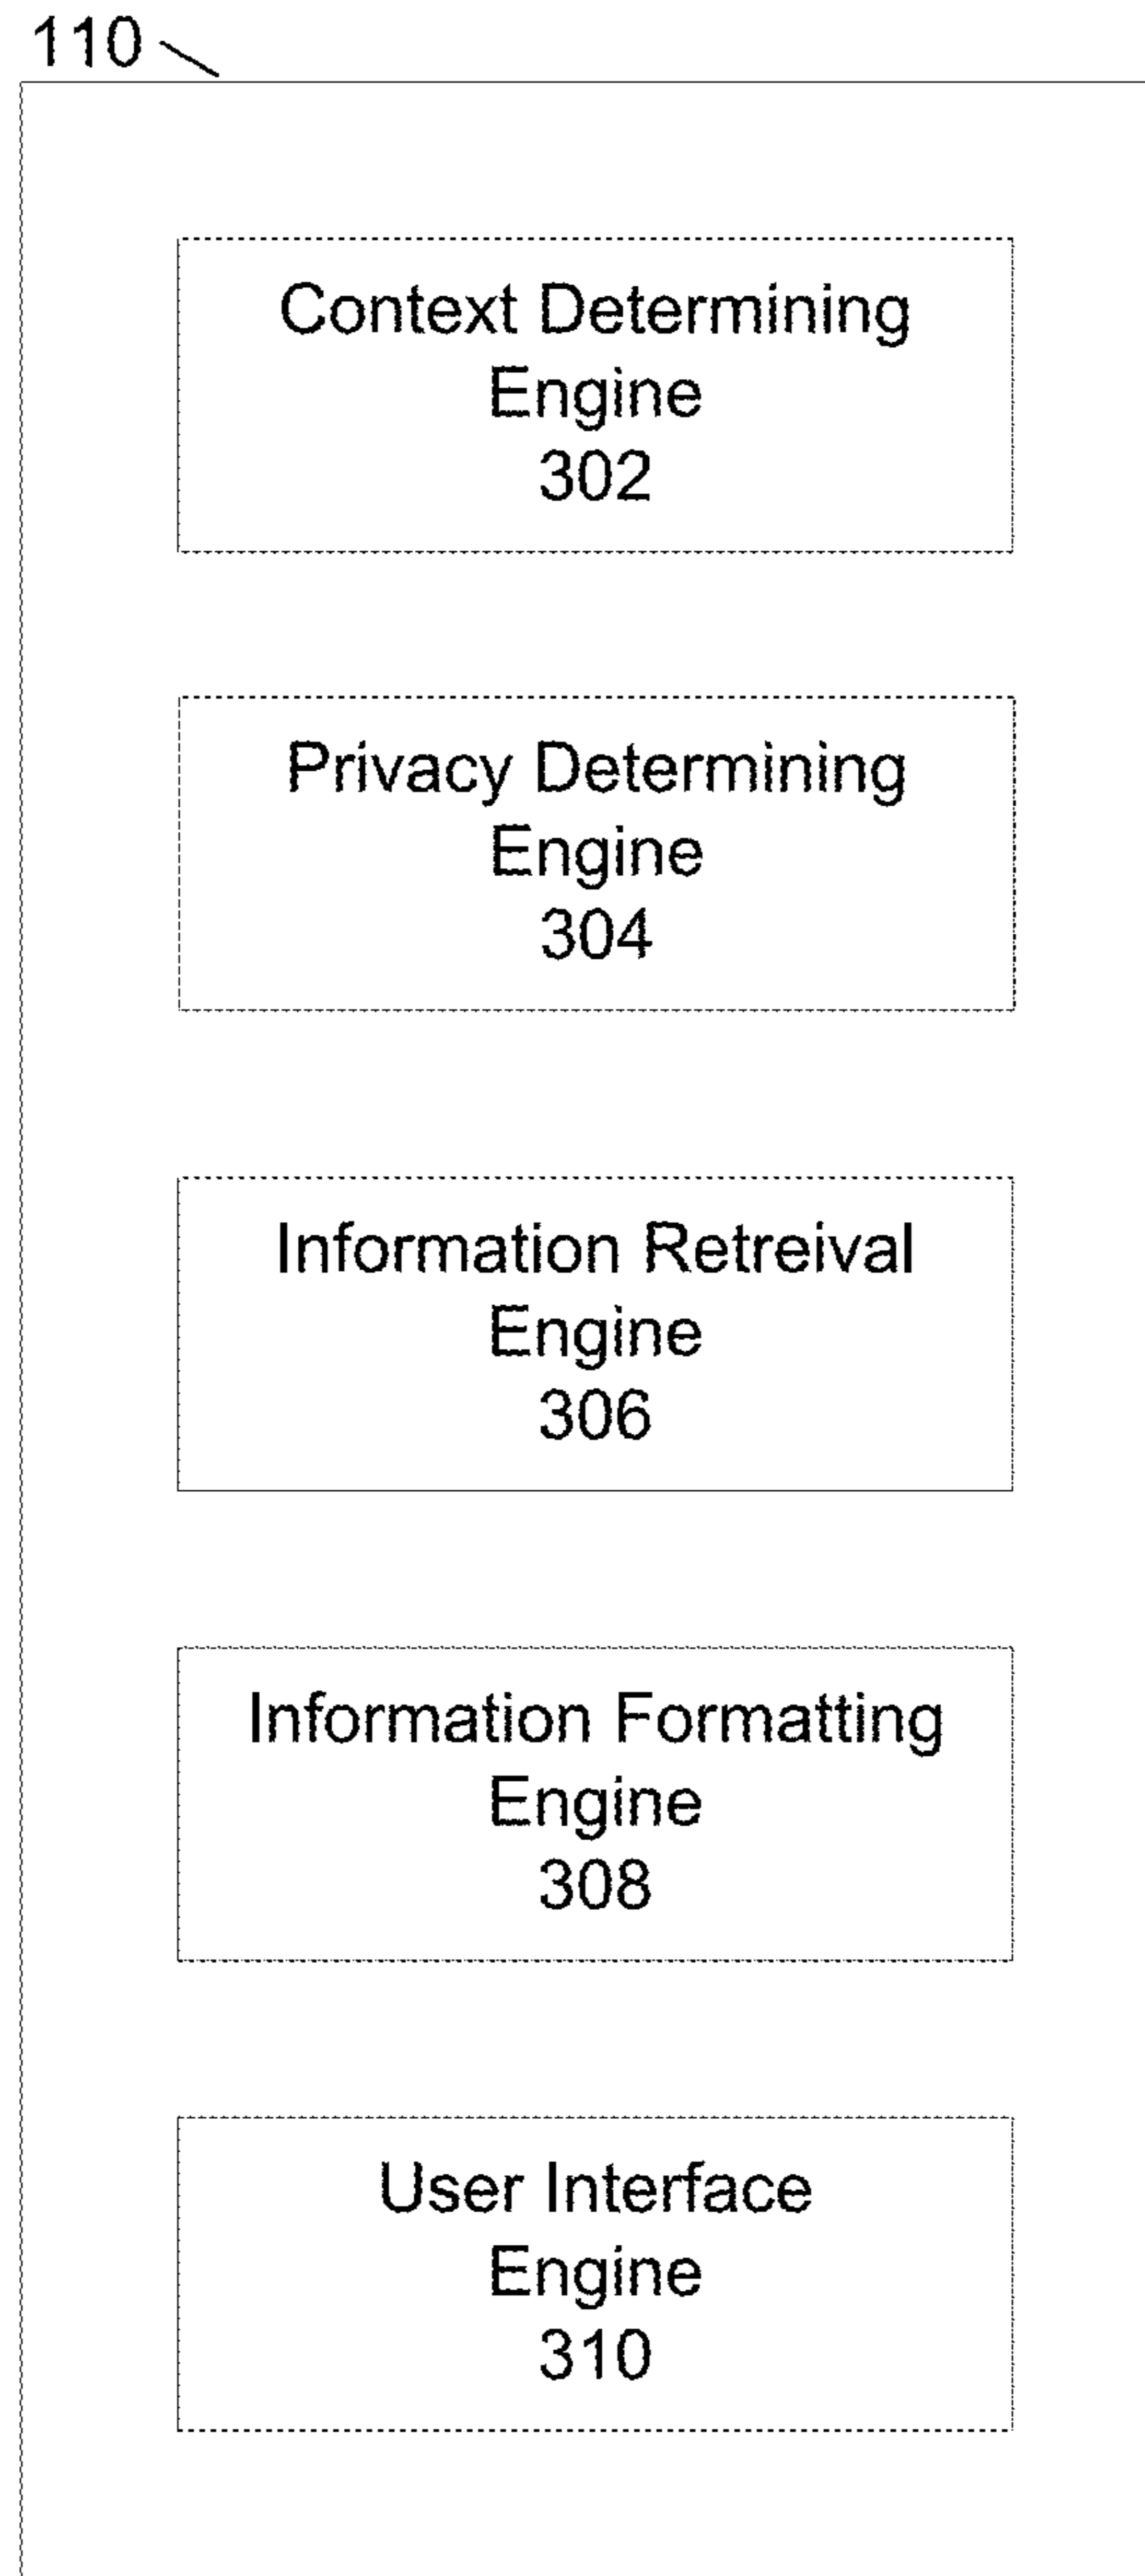 110
Context Determining
Engine
302
Privacy Determining
Engine
304
Information Retreival
Engine
306
Information Formatting
Engine
308
User Interface
Engine
310